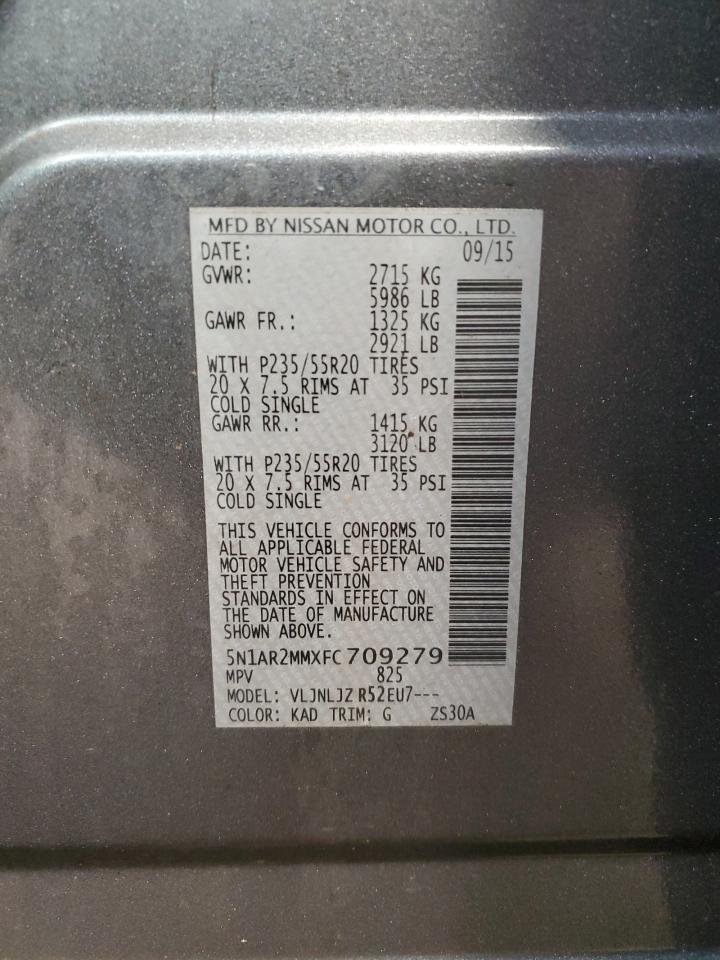 MFD BY NISSAN MOTOR CO., LTD.
DATE: 09/15
GVWR: 2715 KG
5986 LB
GAWR FR.: 1325 KG
2921 LB
WITH P235/55R20 TIRES
20 X 7.5 RIMS AT 35 PSI
COLD SINGLE
GAWR RR.: 1415 KG
3120 LB
WITH P235/55R20 TIRES
20 X 7.5 RIMS AT 35 PSI
COLD SINGLE
THIS VEHICLE CONFORMS TO
ALL APPLICABLE FEDERAL
MOTOR VEHICLE SAFETY AND
THEFT PREVENTION
STANDARDS IN EFFECT ON
THE DATE OF MANUFACTURE
SHOWN ABOVE.
5N1AR2MMXFC709279
MPV 825
MODEL: VLJNLJZ R52EU7---
COLOR: KAD TRIM: G ZS30A